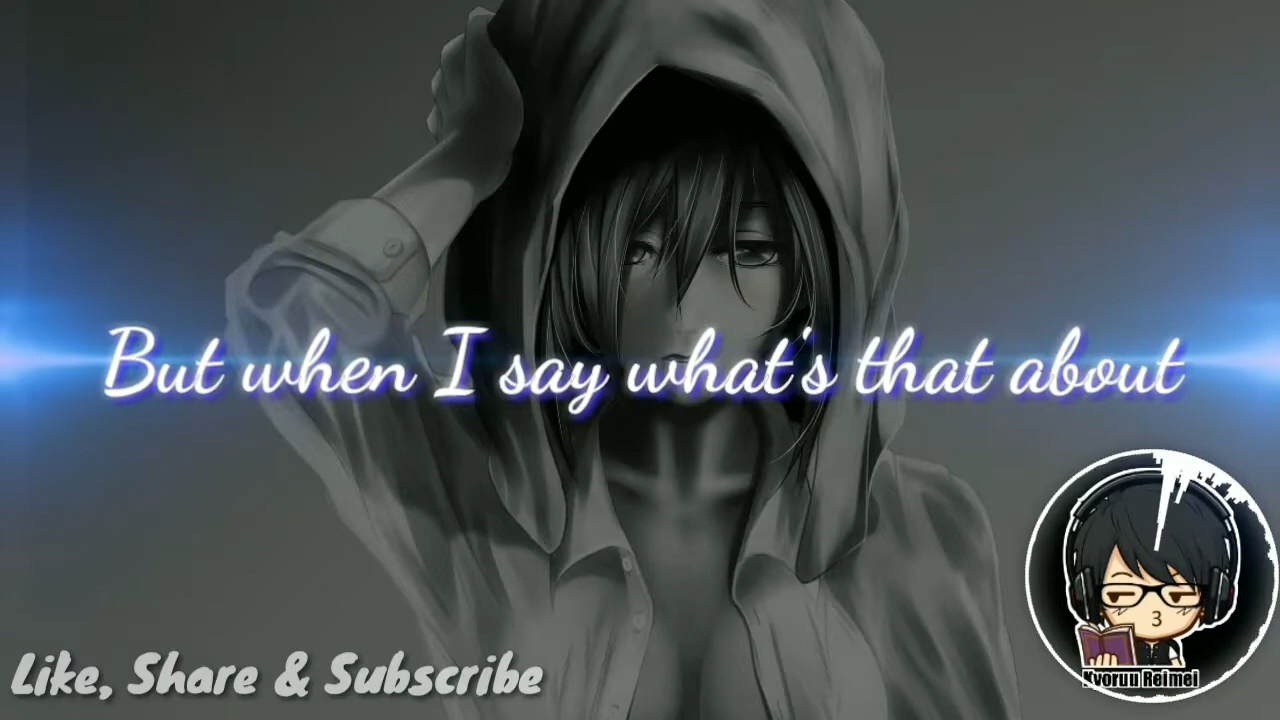 But when I say what's that about
Like, Share & Subscribe
Kyoruu Reimei